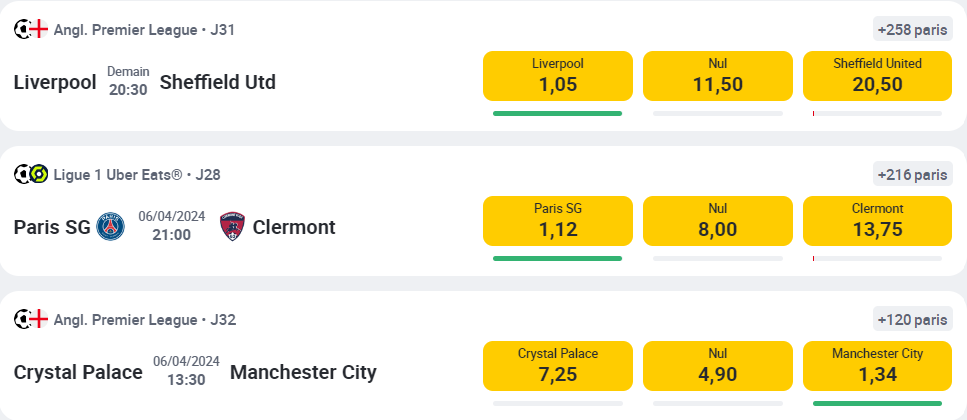 Angl. Premier League • J31
+258 paris
Liverpool
Demain
20:30
Sheffield Utd
Liverpool
1,05
Nul
11,50
Sheffield United
20,50
Ligue 1 Uber Eats® • J28
+216 paris
Paris SG
06/04/2024
21:00
Clermont
Paris SG
1,12
Nul
8,00
Clermont
13,75
Angl. Premier League • J32
+120 paris
Crystal Palace
06/04/2024
13:30
Manchester City
Crystal Palace
7,25
Nul
4,90
Manchester City
1,34